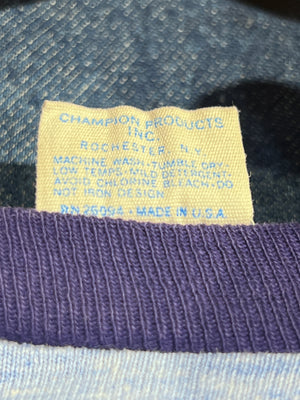 CHAMPION PRODUCTS
INC.
ROCHESTER, N.Y.
MACHINE WASH-TUMBLE DRY-
LOW TEMPS-MILD DETERGENT-
AVOID CHLORINE BLEACH-DO
NOT IRON DESIGN
RN 26094 - MADE IN U.S.A.